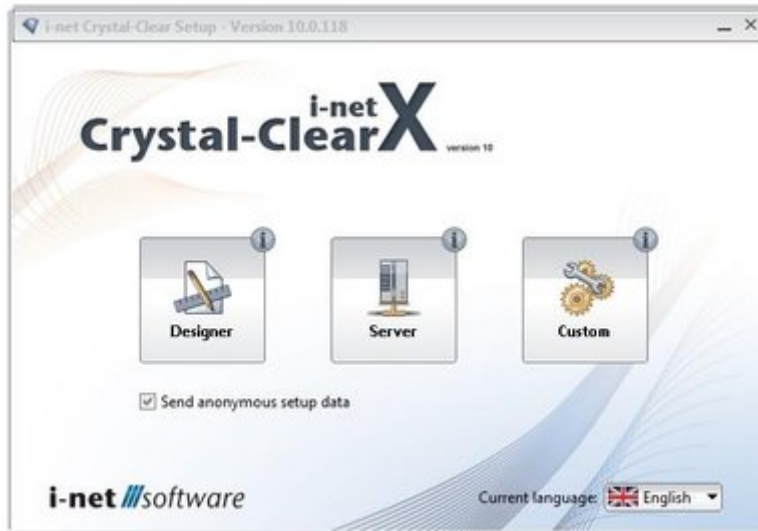 i-net Crystal-Clear Setup - Version 10.0.118
i-net
Crystal-Clear X version 10
Designer
Server
Custom
Send anonymous setup data
i-net software
Current language: English